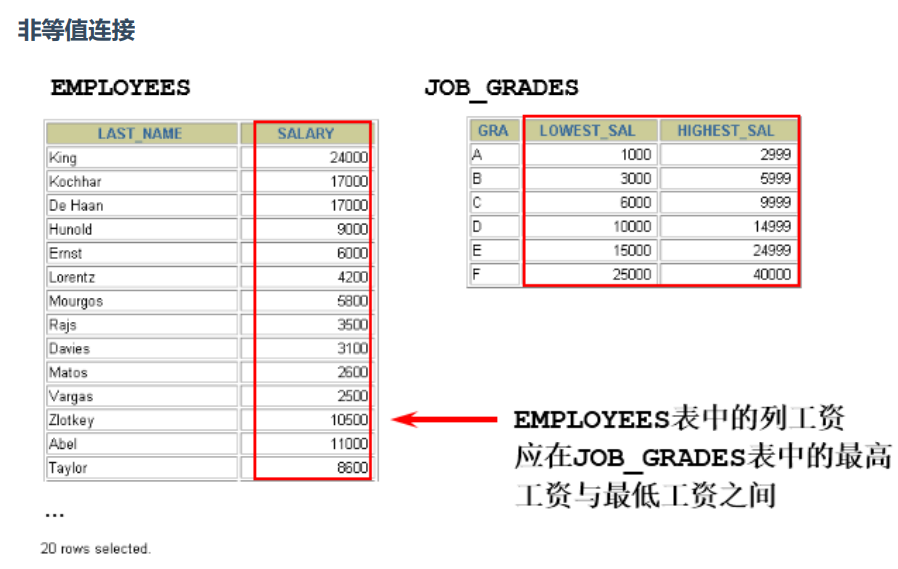 非等值连接
EMPLOYEES
LAST_NAME SALARY
King 24000
Kochhar 17000
De Haan 17000
Hunold 9000
Ernst 6000
Lorentz 4200
Mourgos 5800
Rajs 3500
Davies 3100
Matos 2600
Vargas 2500
Zlotkey 10500
Abel 11000
Taylor 8600
...
20 rows selected.
JOB_GRADES
GRA LOWEST_SAL HIGHEST_SAL
A 1000 2999
B 3000 5999
C 6000 9999
D 10000 14999
E 15000 24999
F 25000 40000
EMPLOYEES表中的列工资
应在JOB_GRADES表中的最高
工资与最低工资之间